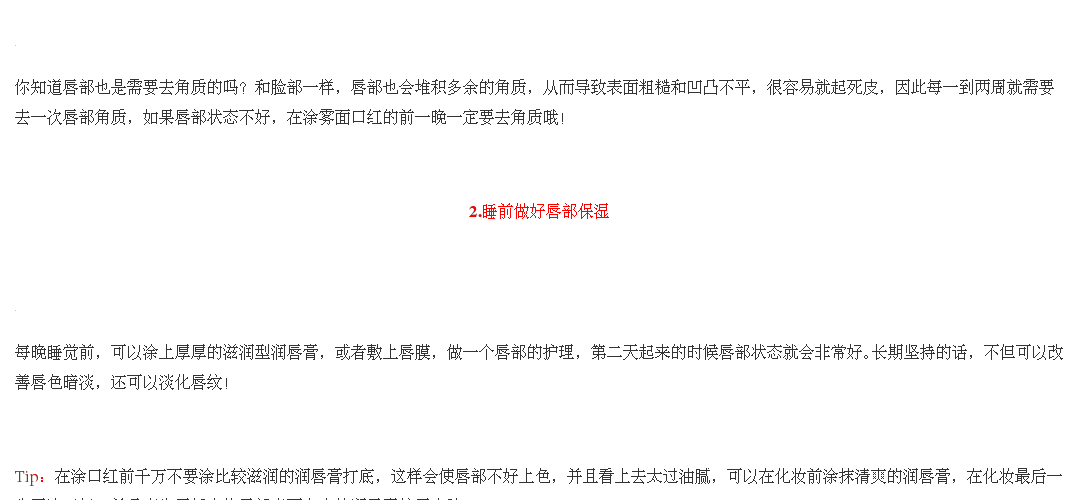 你知道唇部也是需要去角质的吗？和脸部一样，唇部也会堆积多余的角质，从而导致表面粗糙和凹凸不平，很容易就起死皮，因此每一到两周就需要
去一次唇部角质，如果唇部状态不好，在涂雾面口红的前一晚一定要去角质哦！
2.睡前做好唇部保湿
每晚睡觉前，可以涂上厚厚的滋润型润唇膏，或者敷上唇膜，做一个唇部的护理，第二天起来的时候唇部状态就会非常好。长期坚持的话，不但可以改
善唇色暗淡，还可以淡化唇纹！
Tip：在涂口红前千万不要涂比较滋润的润唇膏打底，这样会使唇部不好上色，并且看上去太过油腻，可以在化妆前涂抹清爽的润唇膏，在化妆最后一